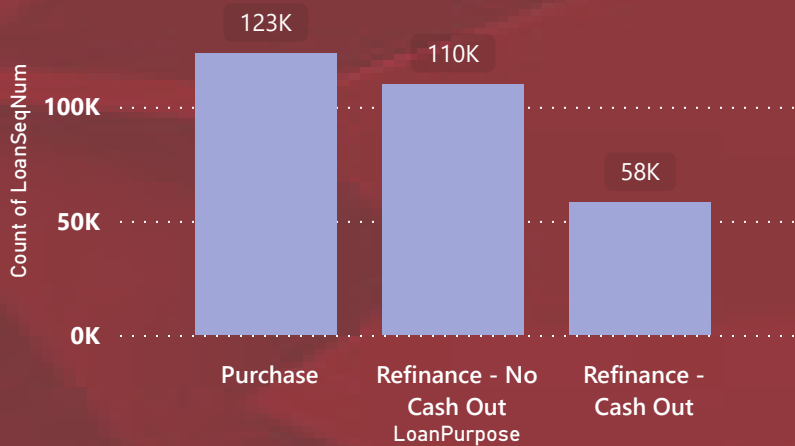 123K
110K
58K
Count of LoanSeqNum
100K
50K
0K
Purchase
Refinance - No
Cash Out
Refinance -
Cash Out
LoanPurpose